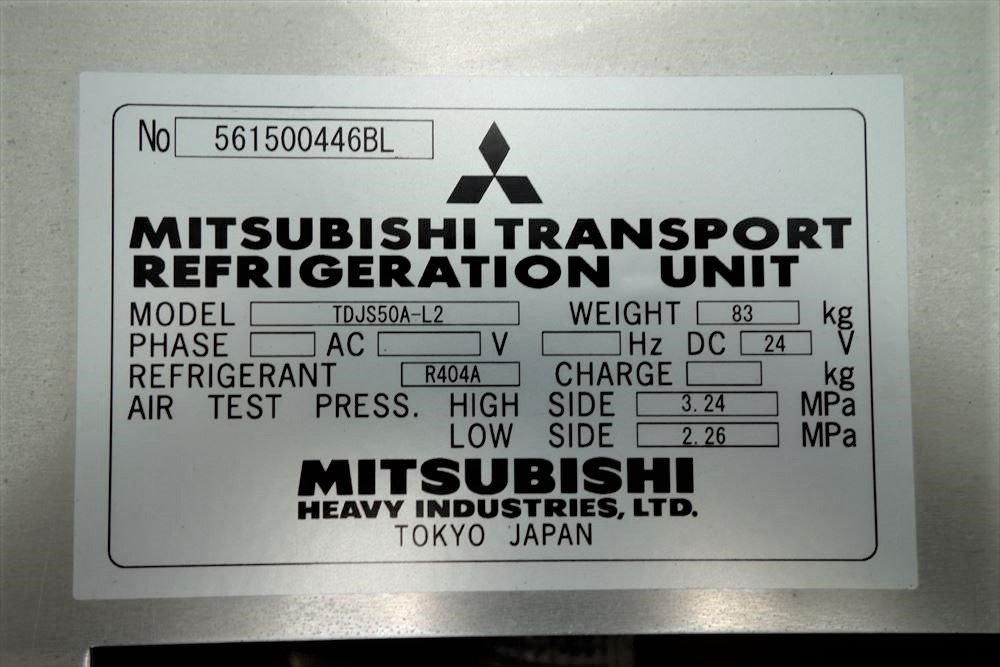 No 561500446BL
MITSUBISHI TRANSPORT
REFRIGERATION UNIT
MODEL TDJS50A-L2 WEIGHT 83 kg
PHASE AC V Hz DC 24 V
REFRIGERANT R404A CHARGE kg
AIR TEST PRESS. HIGH SIDE 3.24 MPa
LOW SIDE 2.26 MPa
MITSUBISHI
HEAVY INDUSTRIES, LTD.
TOKYO JAPAN